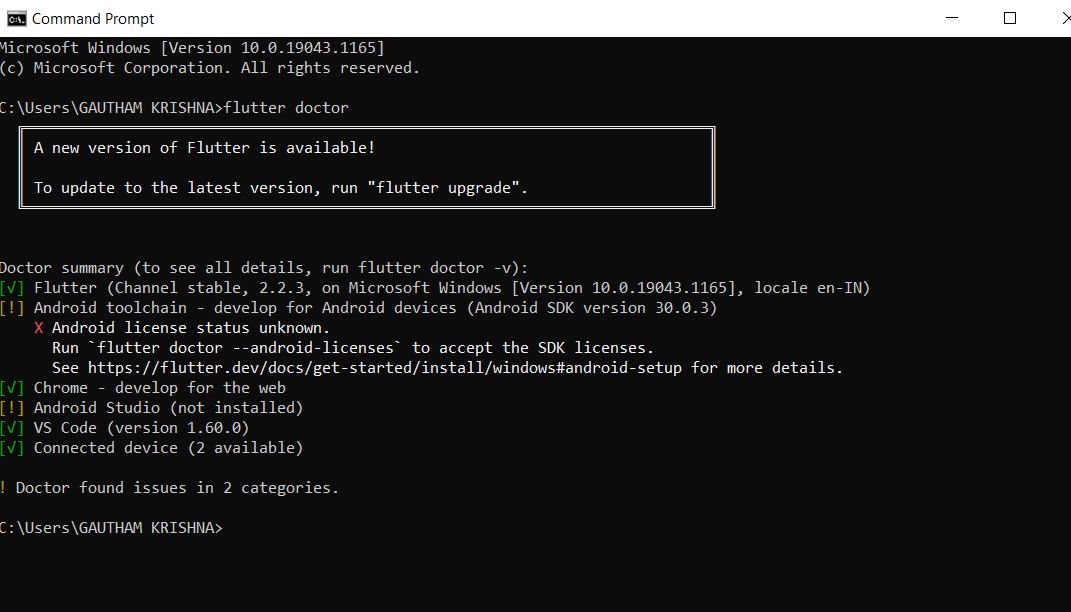 Command Prompt
Microsoft Windows [Version 10.0.19043.1165]
(c) Microsoft Corporation. All rights reserved.
C:\Users\GAUTHAM KRISHNA>flutter doctor
A new version of Flutter is available!
To update to the latest version, run "flutter upgrade".
Doctor summary (to see all details, run flutter doctor -v):
[√] Flutter (Channel stable, 2.2.3, on Microsoft Windows [Version 10.0.19043.1165], locale en-IN)
[!] Android toolchain - develop for Android devices (Android SDK version 30.0.3)
X Android license status unknown.
Run `flutter doctor --android-licenses` to accept the SDK licenses.
See https://flutter.dev/docs/get-started/install/windows#android-setup for more details.
[√] Chrome - develop for the web
[!] Android Studio (not installed)
[√] VS Code (version 1.60.0)
[√] Connected device (2 available)
! Doctor found issues in 2 categories.
C:\Users\GAUTHAM KRISHNA>